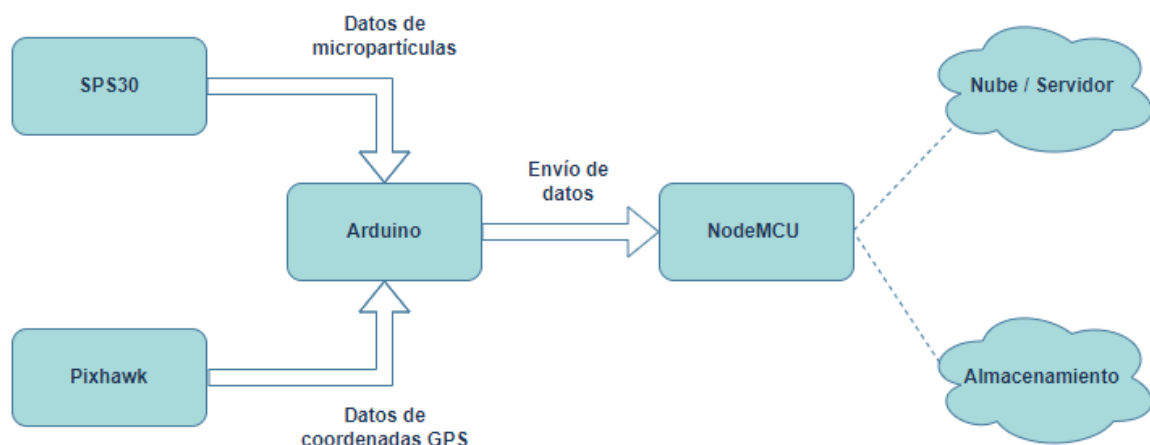 Datos de
micropartículas
SPS30
Nube / Servidor
Envío de
datos
Arduino
NodeMCU
Pixhawk
Almacenamiento
Datos de
coordenadas GPS